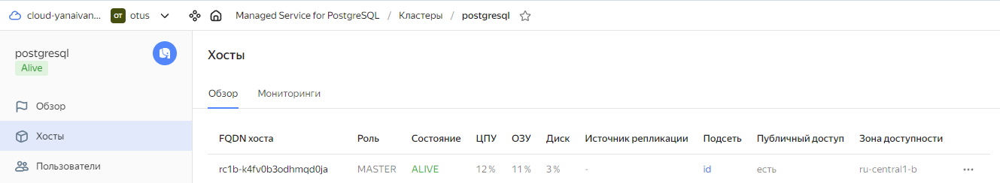 cloud-yanaivan... от otus Managed Service for PostgreSQL / Кластеры / postgresql
postgresql
Alive
Обзор
Хосты
Пользователи
Хосты
Обзор Мониторинги
FQDN хоста Роль Состояние ЦПУ ОЗУ Диск Источник репликации Подсеть Публичный доступ Зона доступности
rc1b-k4fv0b3odhmqd0ja MASTER ALIVE 12 % 11 % 3 % - id есть ru-central1-b ...